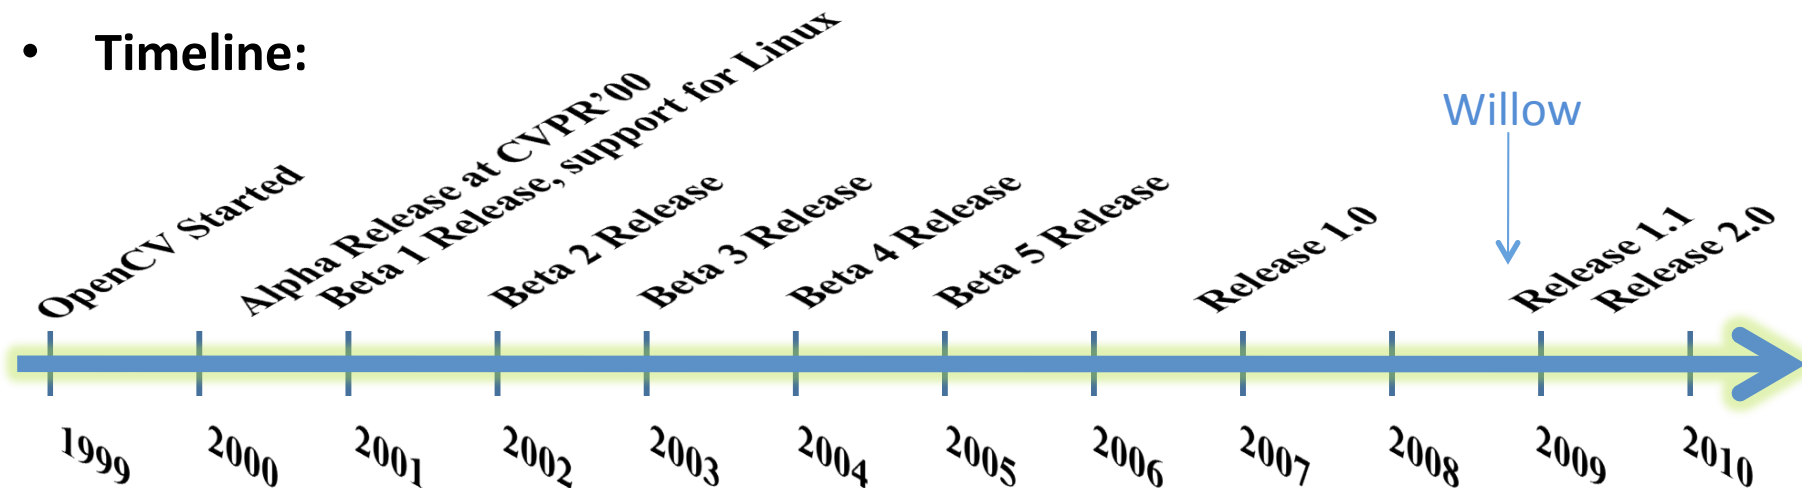 • Timeline:
OpenCV Started
Alpha Release at CVPR’00
Beta 1 Release, support for Linux
Beta 2 Release
Beta 3 Release
Beta 4 Release
Beta 5 Release
Release 1.0
Willow
Release 1.1
Release 2.0
1999
2000
2001
2002
2003
2004
2005
2006
2007
2008
2009
2010